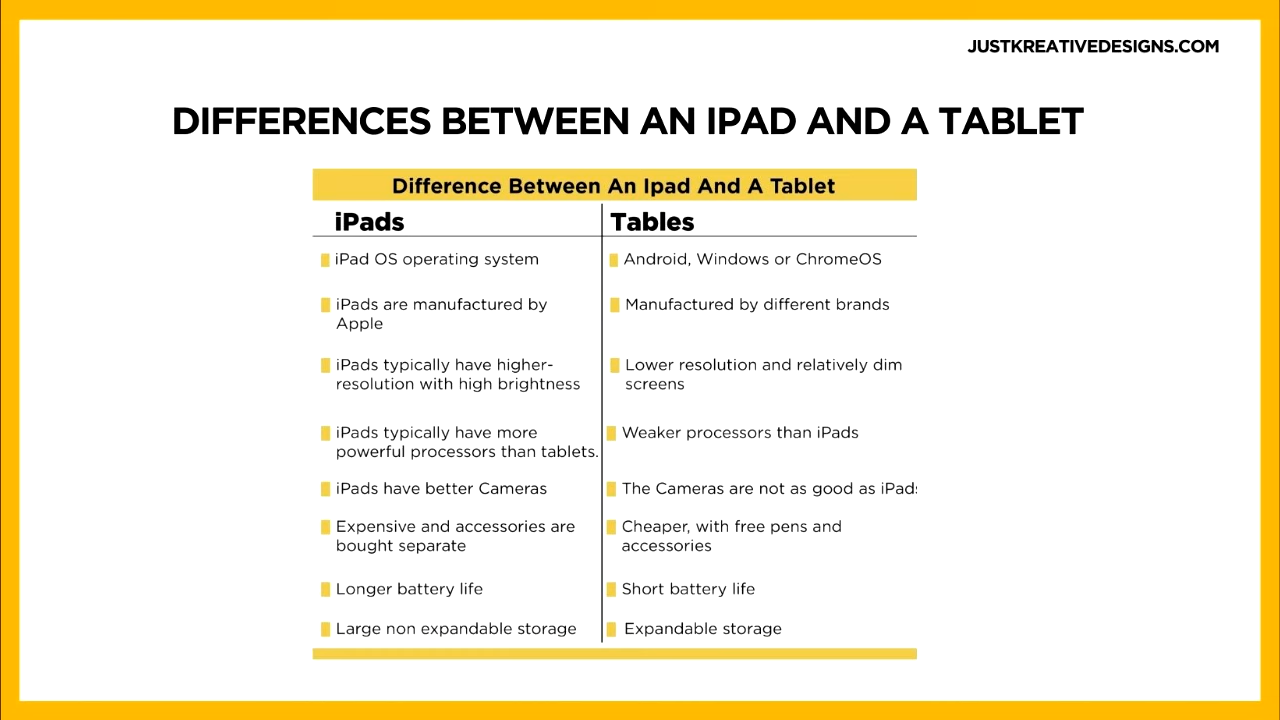 JUSTKREATIVEDESIGNS.COM
DIFFERENCES BETWEEN AN IPAD AND A TABLET
Difference Between An Ipad And A Tablet
iPads
Tables
iPad OS operating system
Android, Windows or ChromeOS
iPads are manufactured by
Apple
Manufactured by different brands
iPads typically have higher-
resolution with high brightness
Lower resolution and relatively dim
screens
iPads typically have more
powerful processors than tablets.
Weaker processors than iPads
iPads have better Cameras
The Cameras are not as good as iPads
Expensive and accessories are
bought separate
Cheaper, with free pens and
accessories
Longer battery life
Short battery life
Large non expandable storage
Expandable storage